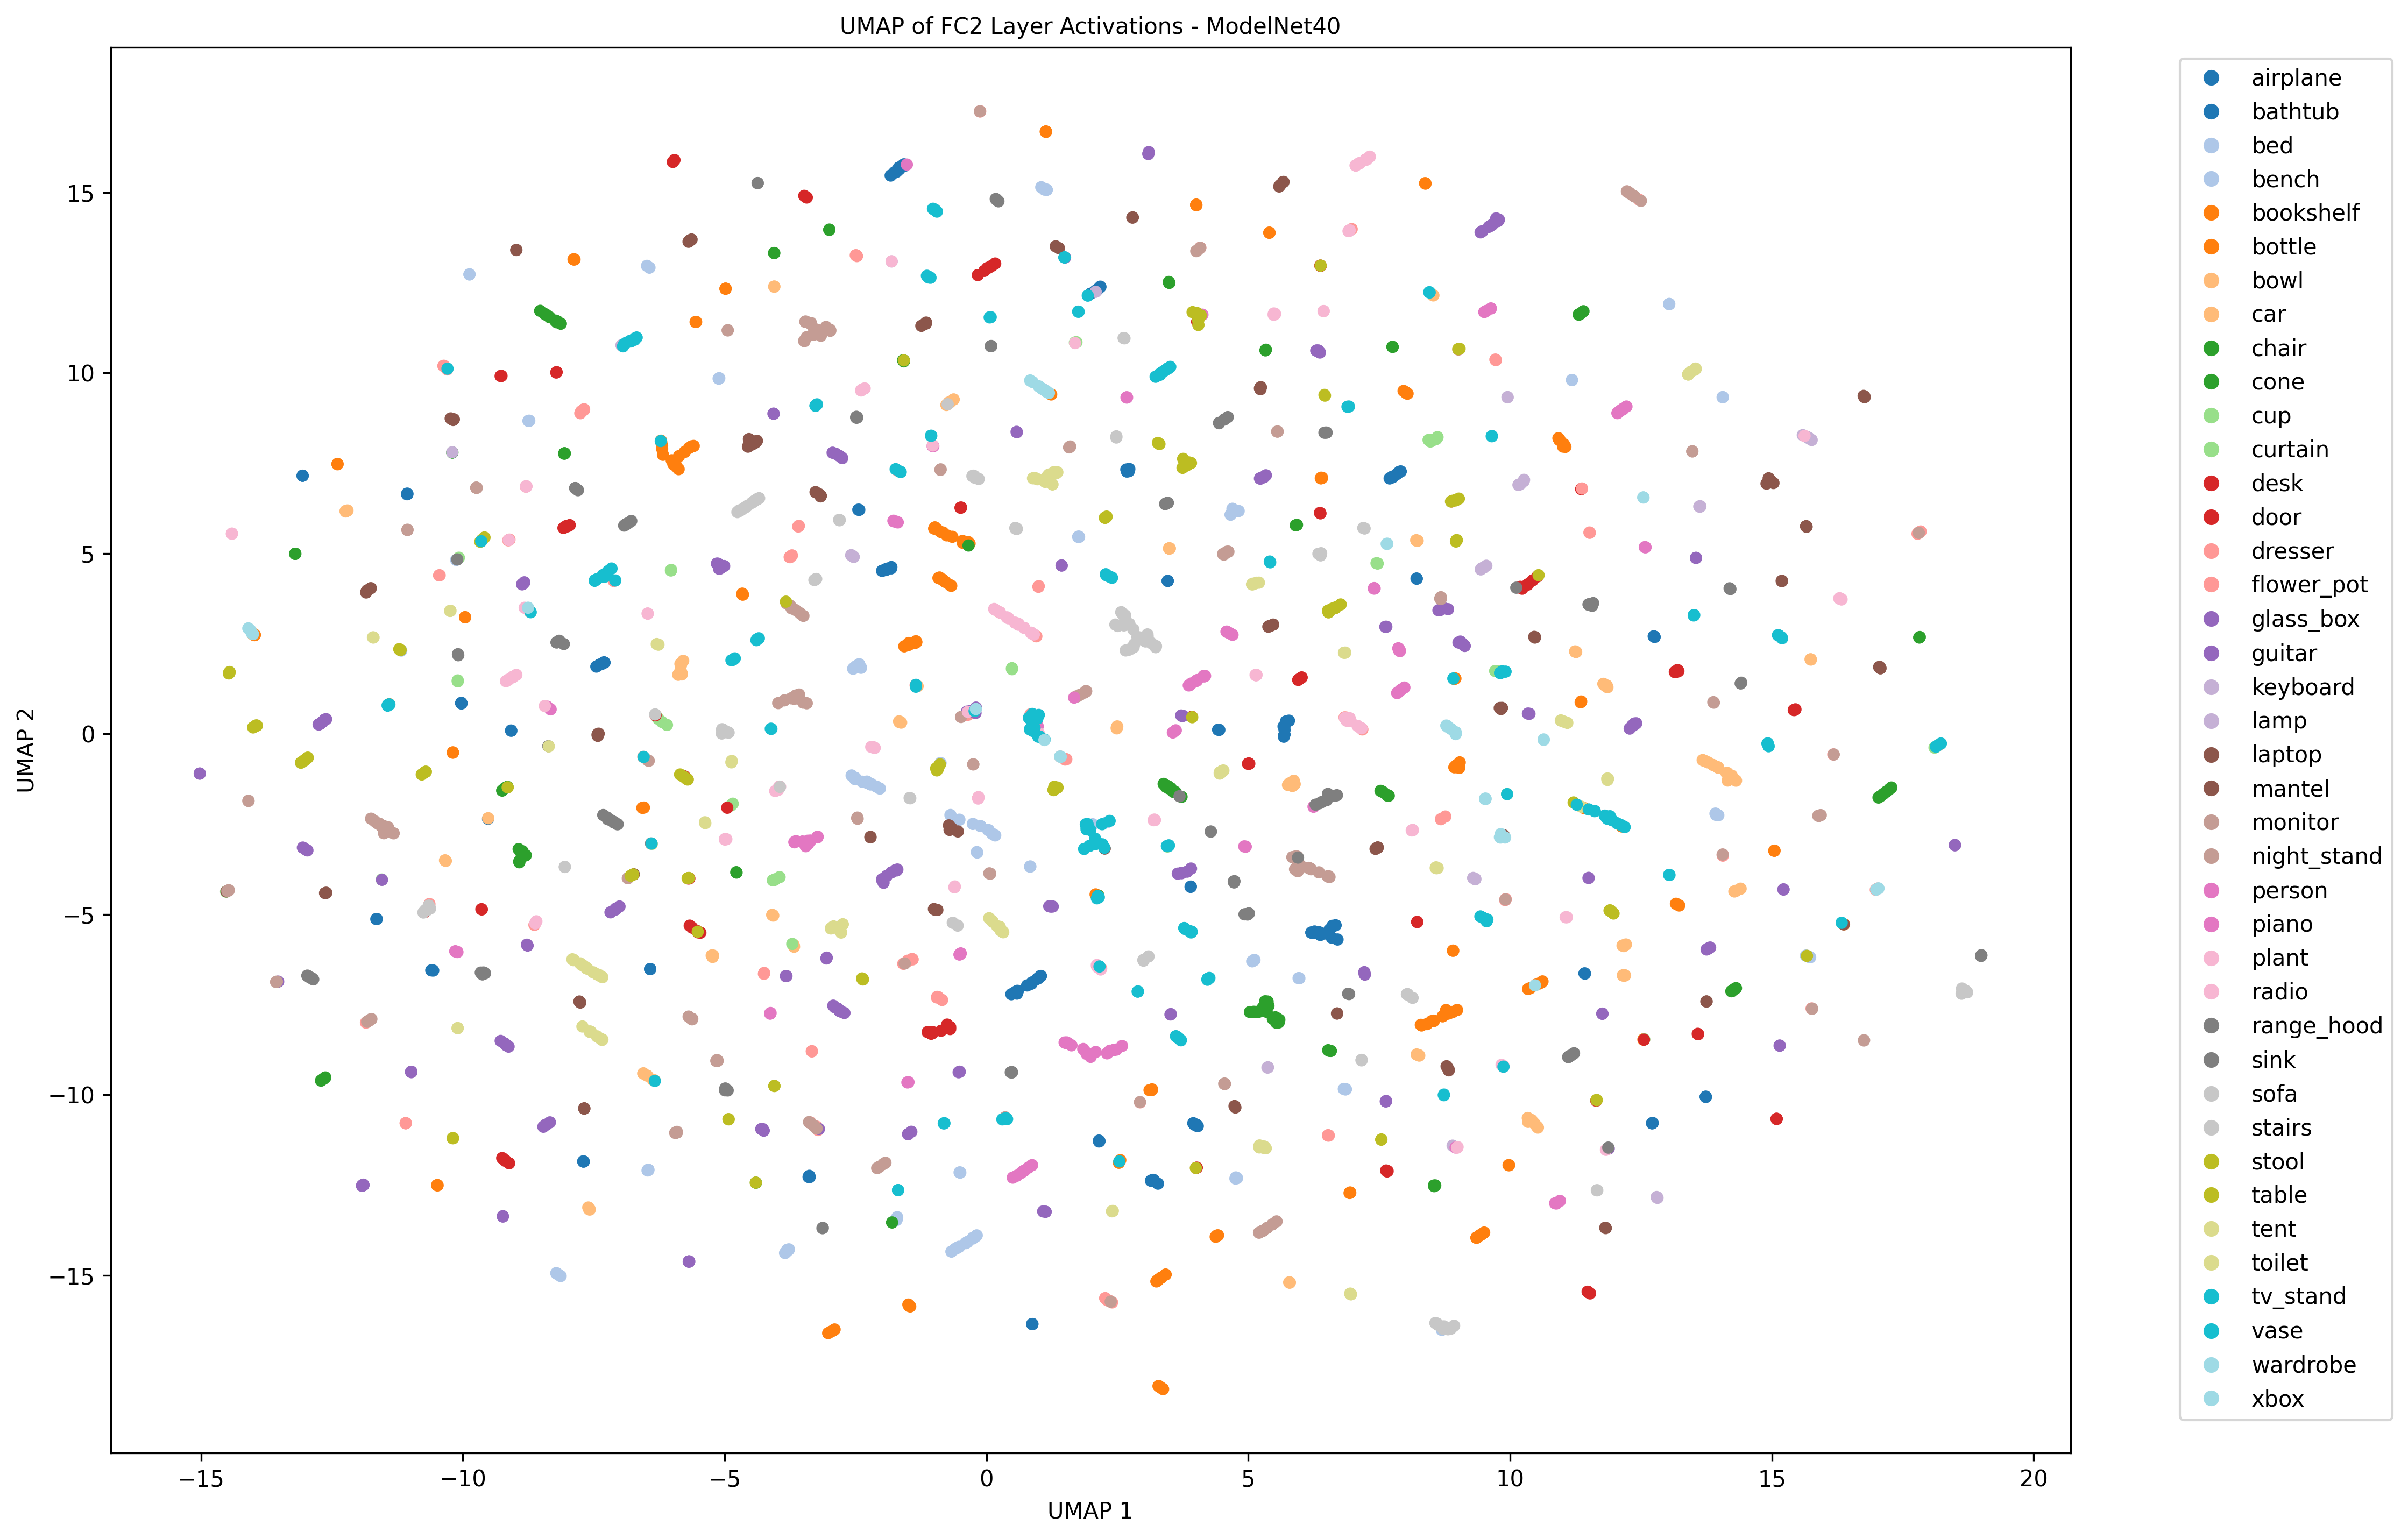 UMAP of FC2 Layer Activations - ModelNet40
UMAP 2
15
10
5
0
−5
−10
−15
−15
−10
−5
0
5
10
15
20
UMAP 1
airplane
bathtub
bed
bench
bookshelf
bottle
bowl
car
chair
cone
cup
curtain
desk
door
dresser
flower_pot
glass_box
guitar
keyboard
lamp
laptop
mantel
monitor
night_stand
person
piano
plant
radio
range_hood
sink
sofa
stairs
stool
table
tent
toilet
tv_stand
vase
wardrobe
xbox